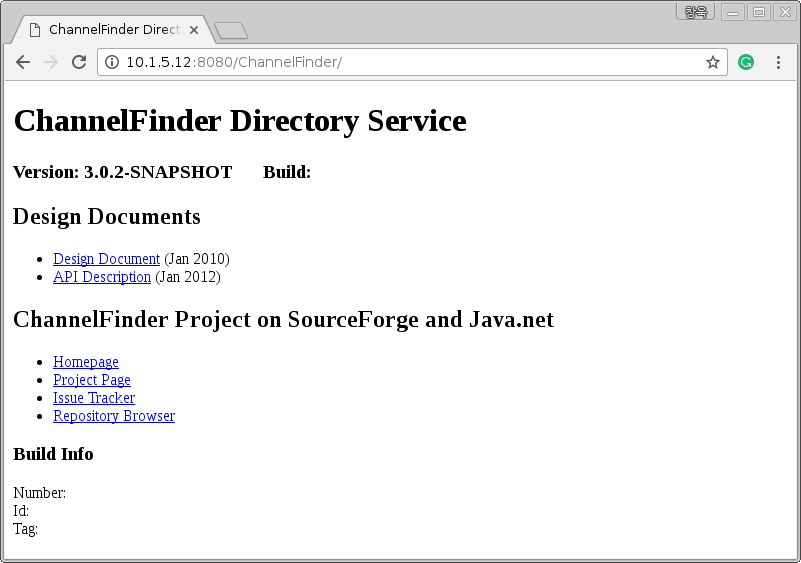 창욱
ChannelFinder Direct
10.1.5.12:8080/ChannelFinder/
ChannelFinder Directory Service
Version: 3.0.2-SNAPSHOT Build:
Design Documents
Design Document (Jan 2010)
API Description (Jan 2012)
ChannelFinder Project on SourceForge and Java.net
Homepage
Project Page
Issue Tracker
Repository Browser
Build Info
Number:
Id:
Tag: